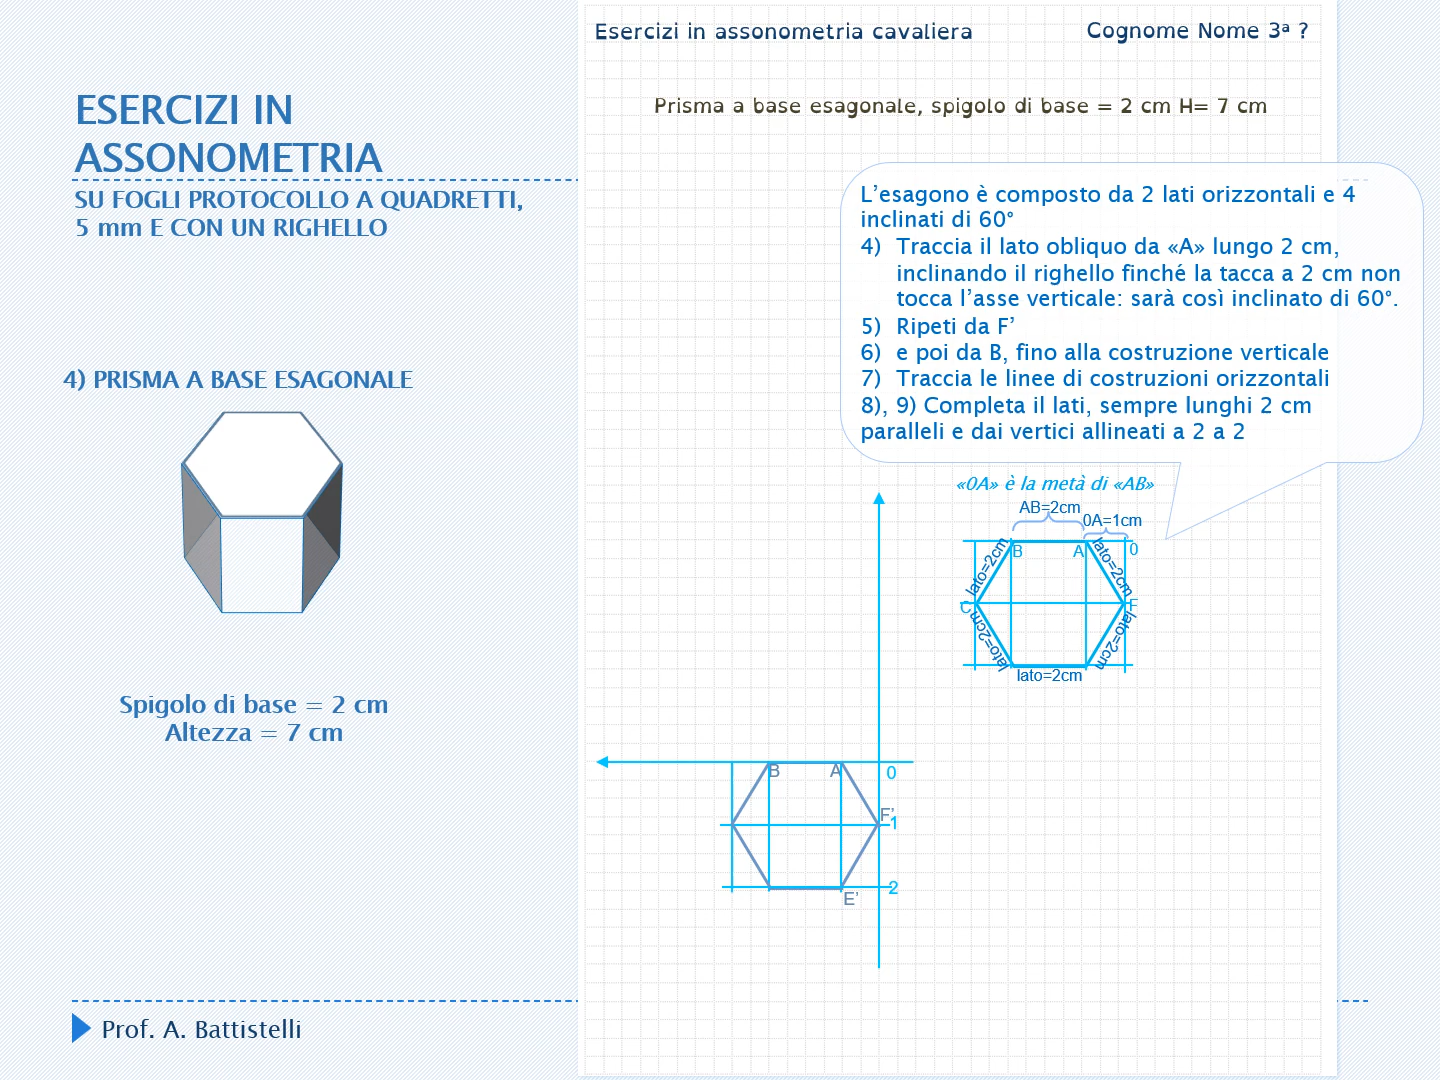 Esercizi in assonometria cavaliera
Cognome Nome 3ª ?
Prisma a base esagonale, spigolo di base = 2 cm H= 7 cm
ESERCIZI IN
ASSONOMETRIA
SU FOGLI PROTOCOLLO A QUADRETTI,
5 mm E CON UN RIGHELLO
4) PRISMA A BASE ESAGONALE
Spigolo di base = 2 cm
Altezza = 7 cm
L’esagono è composto da 2 lati orizzontali e 4
inclinati di 60°
4) Traccia il lato obliquo da «A» lungo 2 cm,
inclinando il righello finché la tacca a 2 cm non
tocca l’asse verticale: sarà così inclinato di 60°.
5) Ripeti da F’
6) e poi da B, fino alla costruzione verticale
7) Traccia le linee di costruzioni orizzontali
8), 9) Completa il lati, sempre lunghi 2 cm
paralleli e dai vertici allineati a 2 a 2
«0A» è la metà di «AB»
AB=2cm
0A=1cm
B
A
0
lato=2cm
lato=2cm
C
F
lato=2cm
lato=2cm
lato=2cm
B
A
0
F’
1
2
E’
Prof. A. Battistelli